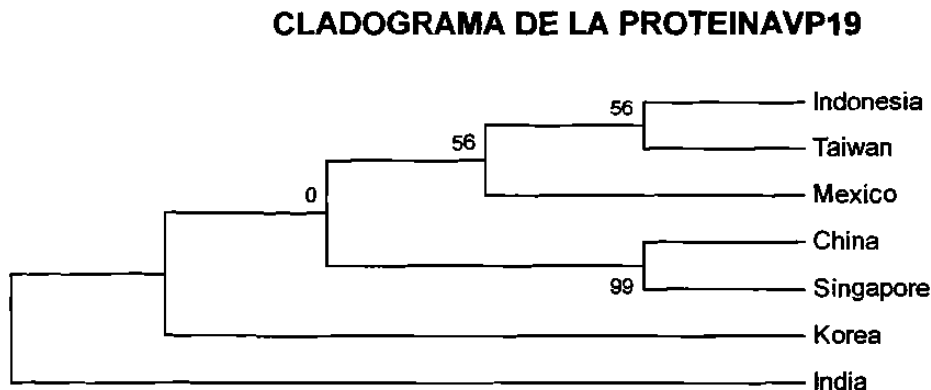 CLADOGRAMA DE LA PROTEINAVP19
56
Indonesia
Taiwan
56
Mexico
0
China
99
Singapore
Korea
India